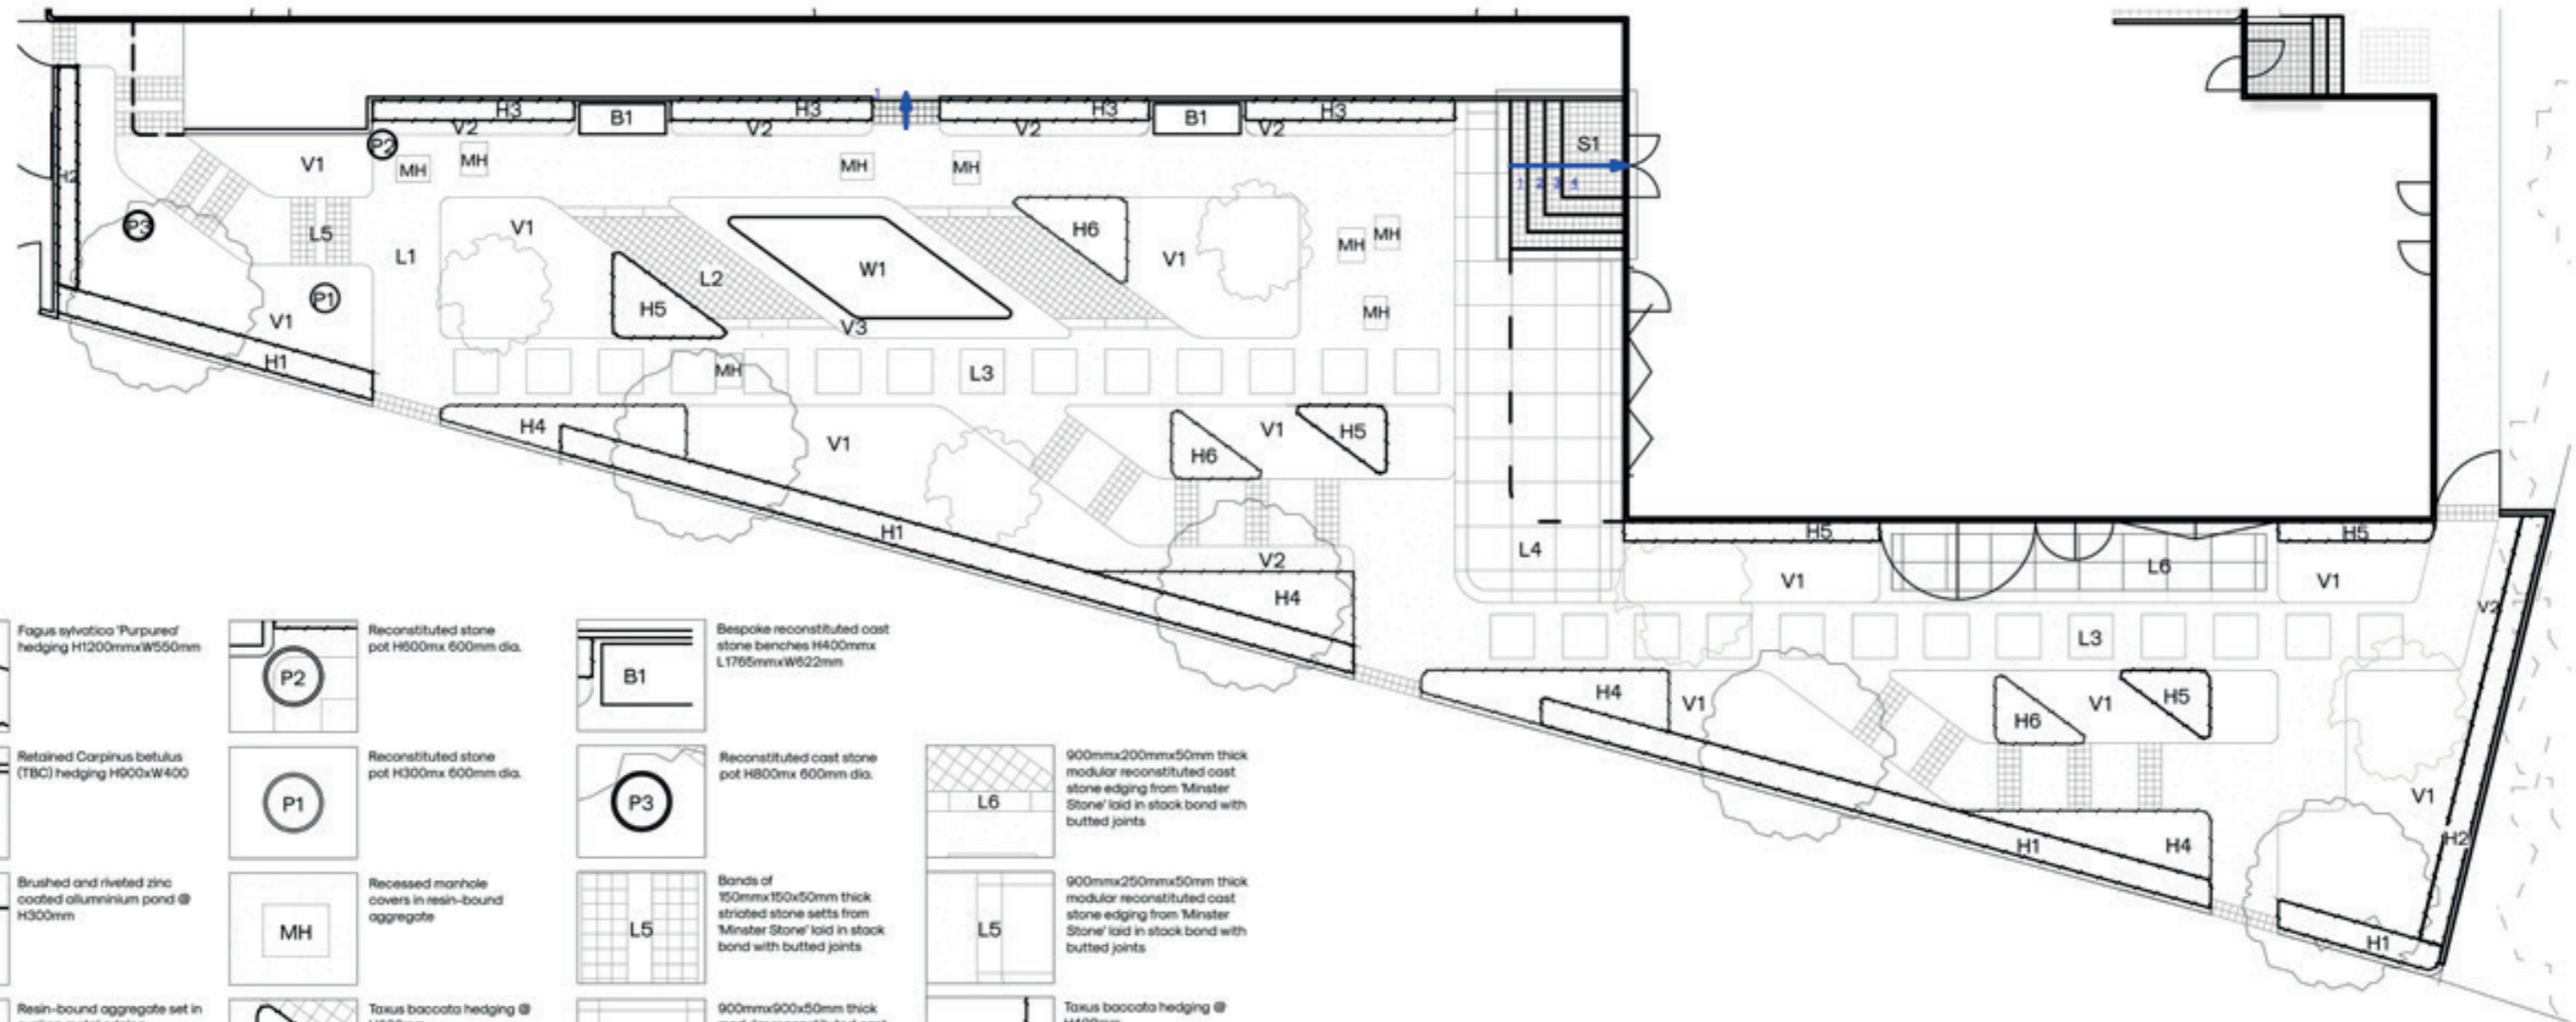 H3
B1
H3
1
H3
B1
H3
V2
V2
V2
V2
P2
S1
V1
MH
MH
MH
MH
H2
1 2 3 4
P3
L5
L1
V1
H6
MH
MH
V1
L2
W1
P1
H5
V1
V3
MH
H1
MH
L3
H4
V1
V1
H5
H6
H1
H5
H5
L4
V2
L6
H4
V1
V1
V2
L3
H4
V1
V1
H5
H6
V1
H1
H4
H2
H1
Fagus sylvatica 'Purpurea'
hedging H1200mmxW550mm
P2
Reconstituted stone
pot H600mx 600mm dia.
B1
Bespoke reconstituted cast
stone benches H400mmx
L1765mmxW622mm
Retained Carpinus betulus
(TBC) hedging H900xW400
P1
Reconstituted stone
pot H300mx 600mm dia.
P3
Reconstituted cast stone
pot H800mx 600mm dia.
L6
900mmx200mmx50mm thick
modular reconstituted cast
stone edging from 'Minster
Stone' laid in stack bond with
butted joints
Brushed and riveted zinc
coated allumninium pond @
H300mm
MH
Recessed manhole
covers in resin-bound
aggregate
L5
Bands of
150mmx150x50mm thick
striated stone setts from
'Minster Stone' laid in stack
bond with butted joints
L5
900mmx250mmx50mm thick
modular reconstituted cast
stone edging from 'Minster
Stone' laid in stack bond with
butted joints
Resin-bound aggregate set in
Taxus baccata hedging @
900mmx900x50mm thick
Taxus baccata hedging @